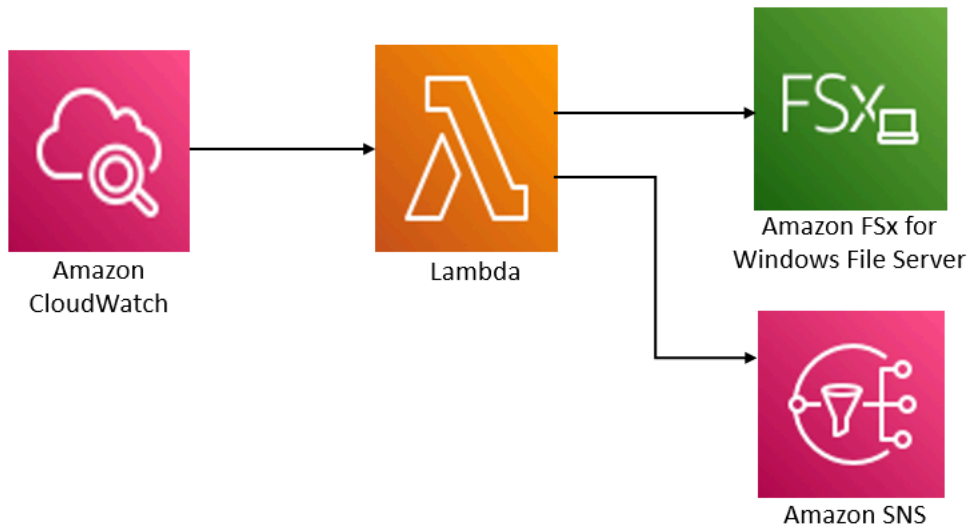 FSx
Amazon
CloudWatch
Lambda
Amazon FSx for
Windows File Server
Amazon SNS